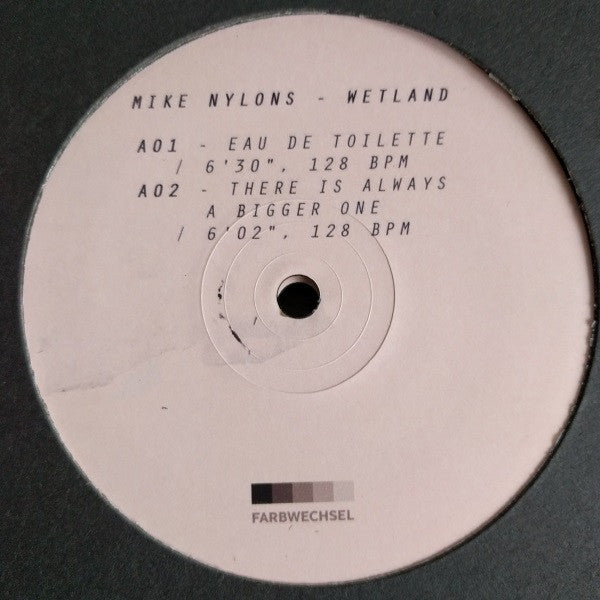 MIKE NYLONS - WETLAND
A01 - EAU DE TOILETTE
/ 6'30", 128 BPM
A02 - THERE IS ALWAYS
A BIGGER ONE
/ 6'02", 128 BPM
FARBWECHSEL